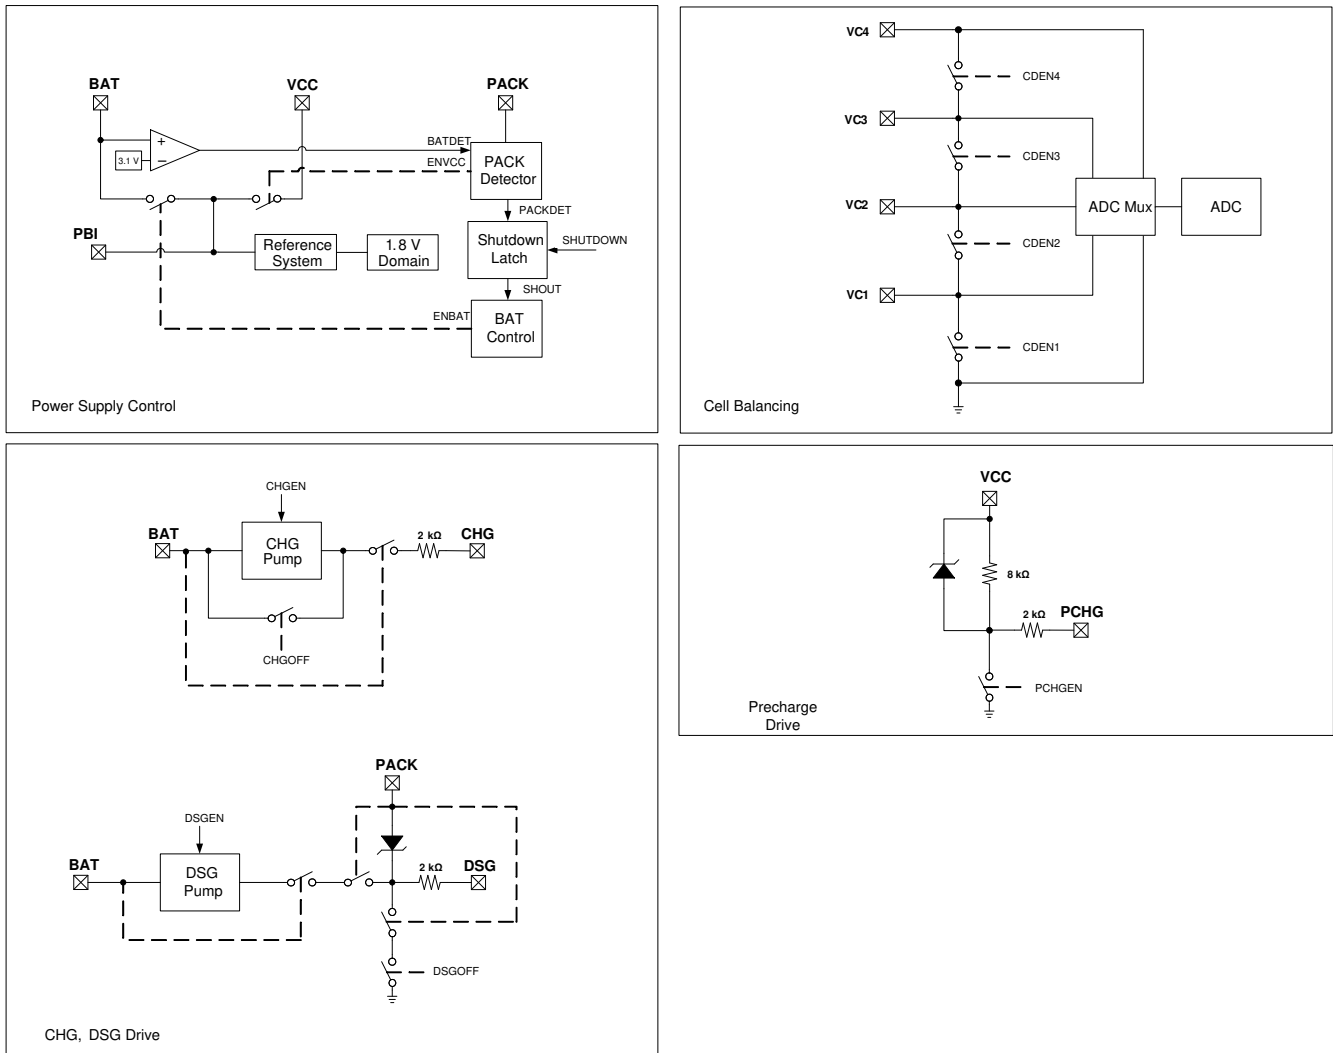 BAT
VCC
PACK
3.1 V
+
−
BATDET
ENVCC
PACK
Detector
PACKDET
PBI
Reference
System
1.8 V
Domain
Shutdown
Latch
SHUTDOWN
SHOUT
ENBAT
BAT
Control
Power Supply Control
VC4
CDEN4
VC3
CDEN3
VC2
ADC Mux
ADC
CDEN2
VC1
CDEN1
Cell Balancing
CHGEN
BAT
CHG
Pump
2 kΩ
CHG
CHGOFF
PACK
DSGEN
BAT
DSG
Pump
2 kΩ
DSG
DSGOFF
CHG, DSG Drive
VCC
8 kΩ
2 kΩ
PCHG
PCHGEN
Precharge
Drive